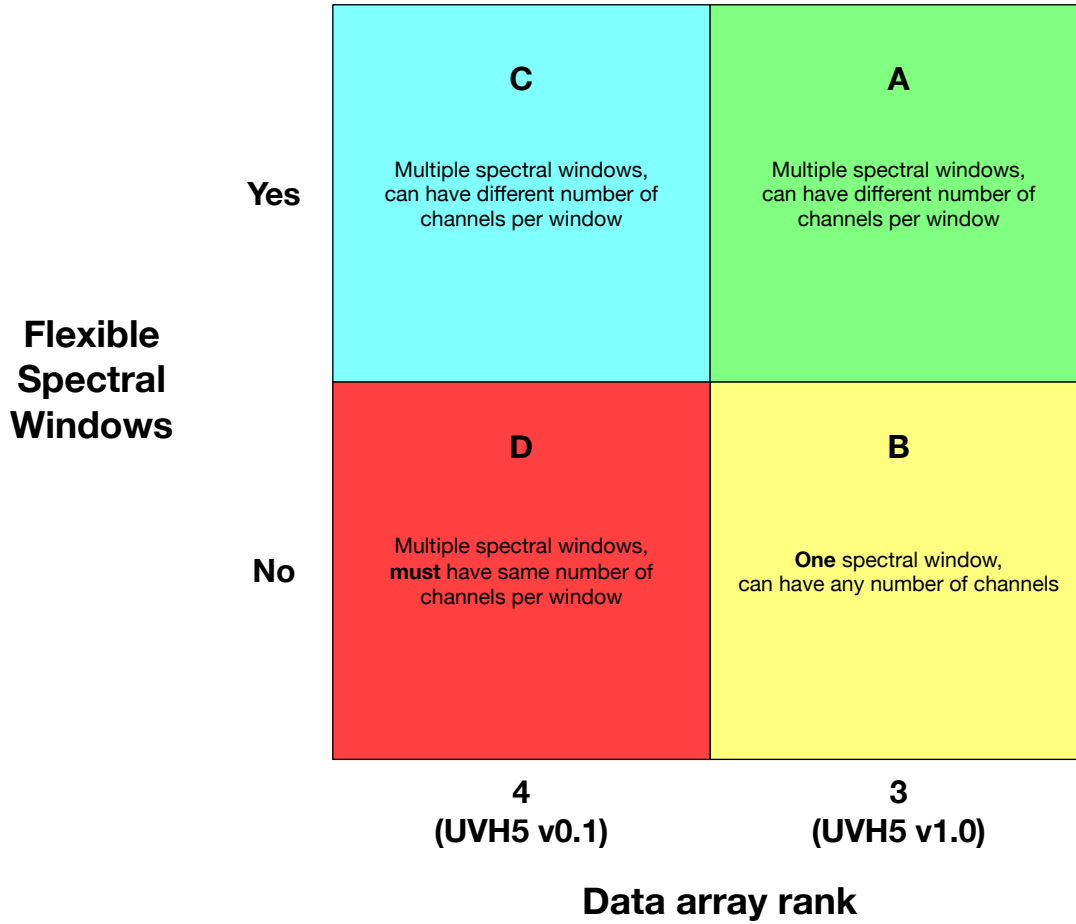 C
Multiple spectral windows,
can have different number of
channels per window
A
Multiple spectral windows,
can have different number of
channels per window
Yes
Flexible
Spectral
Windows
D
Multiple spectral windows,
must have same number of
channels per window
B
One spectral window,
can have any number of channels
No
4
(UVH5 v0.1)
3
(UVH5 v1.0)
Data array rank